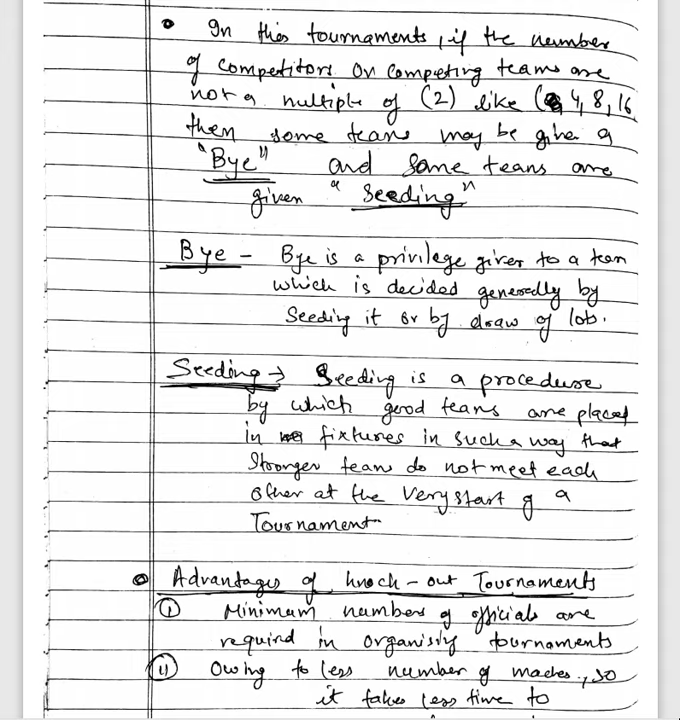 • In this tournaments, if the number
of competitors or competing teams are
not a multiple of (2) like (4, 8, 16
then some teams may be give a
"Bye" and some teams are
given "Seeding"
Bye - Bye is a privilege given to a team
which is decided generally by
Seeding it or by draw of lots.
Seeding → Seeding is a procedure
by which good teams are placed
in fixtures in such a way that
Stronger team do not meet each
other at the very start of a
Tournament
• Advantages of knock-out Tournaments
(i) Minimum numbers of officials are
required in organising tournaments
(ii) Owing to less number of maches, so
it takes less time to